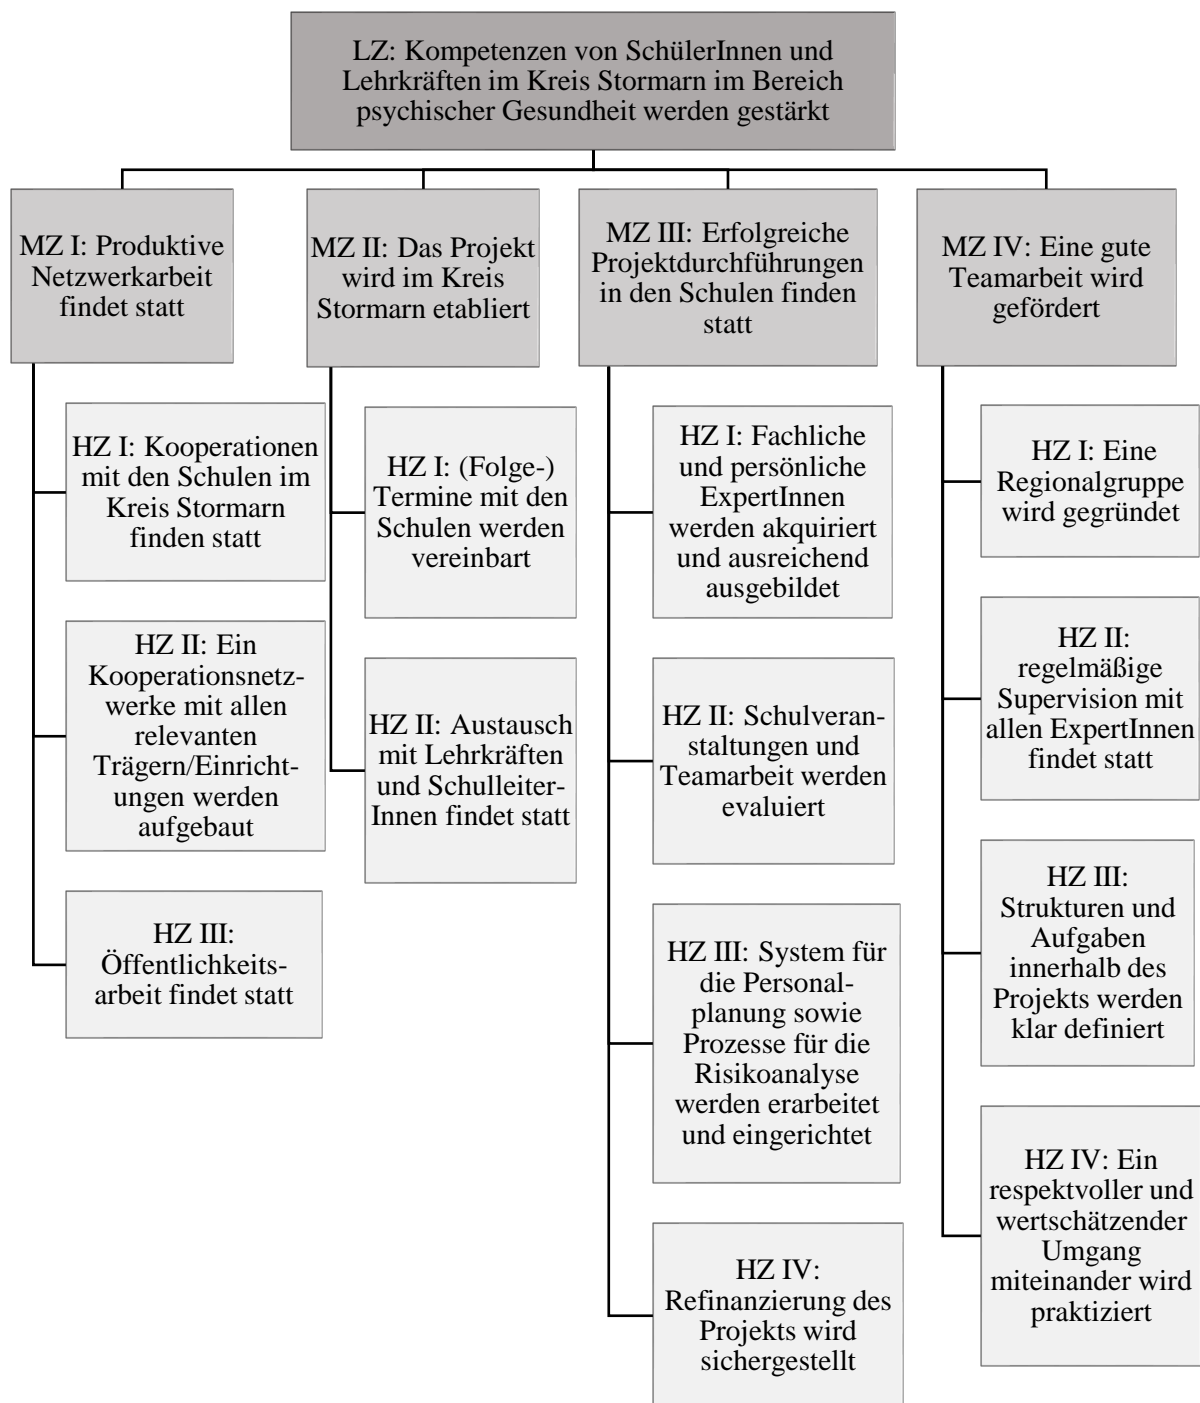 LZ: Kompetenzen von SchülerInnen und
Lehrkräften im Kreis Stormarn im Bereich
psychischer Gesundheit werden gestärkt
MZ I: Produktive
Netzwerkarbeit
findet statt
HZ I: Kooperationen
mit den Schulen im
Kreis Stormarn
finden statt
HZ II: Ein
Kooperationsnetz-
werke mit allen
relevanten
Trägern/Einricht-
ungen werden
aufgebaut
HZ III:
Öffentlichkeits-
arbeit findet statt
MZ II: Das Projekt
wird im Kreis
Stormarn etabliert
HZ I: (Folge-)
Termine mit den
Schulen werden
vereinbart
HZ II: Austausch
mit Lehrkräften
und Schulleiter-
Innen findet statt
MZ III: Erfolgreiche
Projektdurchführungen
in den Schulen finden
statt
HZ I: Fachliche
und persönliche
ExpertInnen
werden akquiriert
und ausreichend
ausgebildet
HZ II: Schulveran-
staltungen und
Teamarbeit werden
evaluiert
HZ III: System für
die Personal-
planung sowie
Prozesse für die
Risikoanalyse
werden erarbeitet
und eingerichtet
HZ IV:
Refinanzierung des
Projekts wird
sichergestellt
MZ IV: Eine gute
Teamarbeit wird
gefördert
HZ I: Eine
Regionalgruppe
wird gegründet
HZ II:
regelmäßige
Supervision mit
allen ExpertInnen
findet statt
HZ III:
Strukturen und
Aufgaben
innerhalb des
Projekts werden
klar definiert
HZ IV: Ein
respektvoller und
wertschätzender
Umgang
miteinander wird
praktiziert